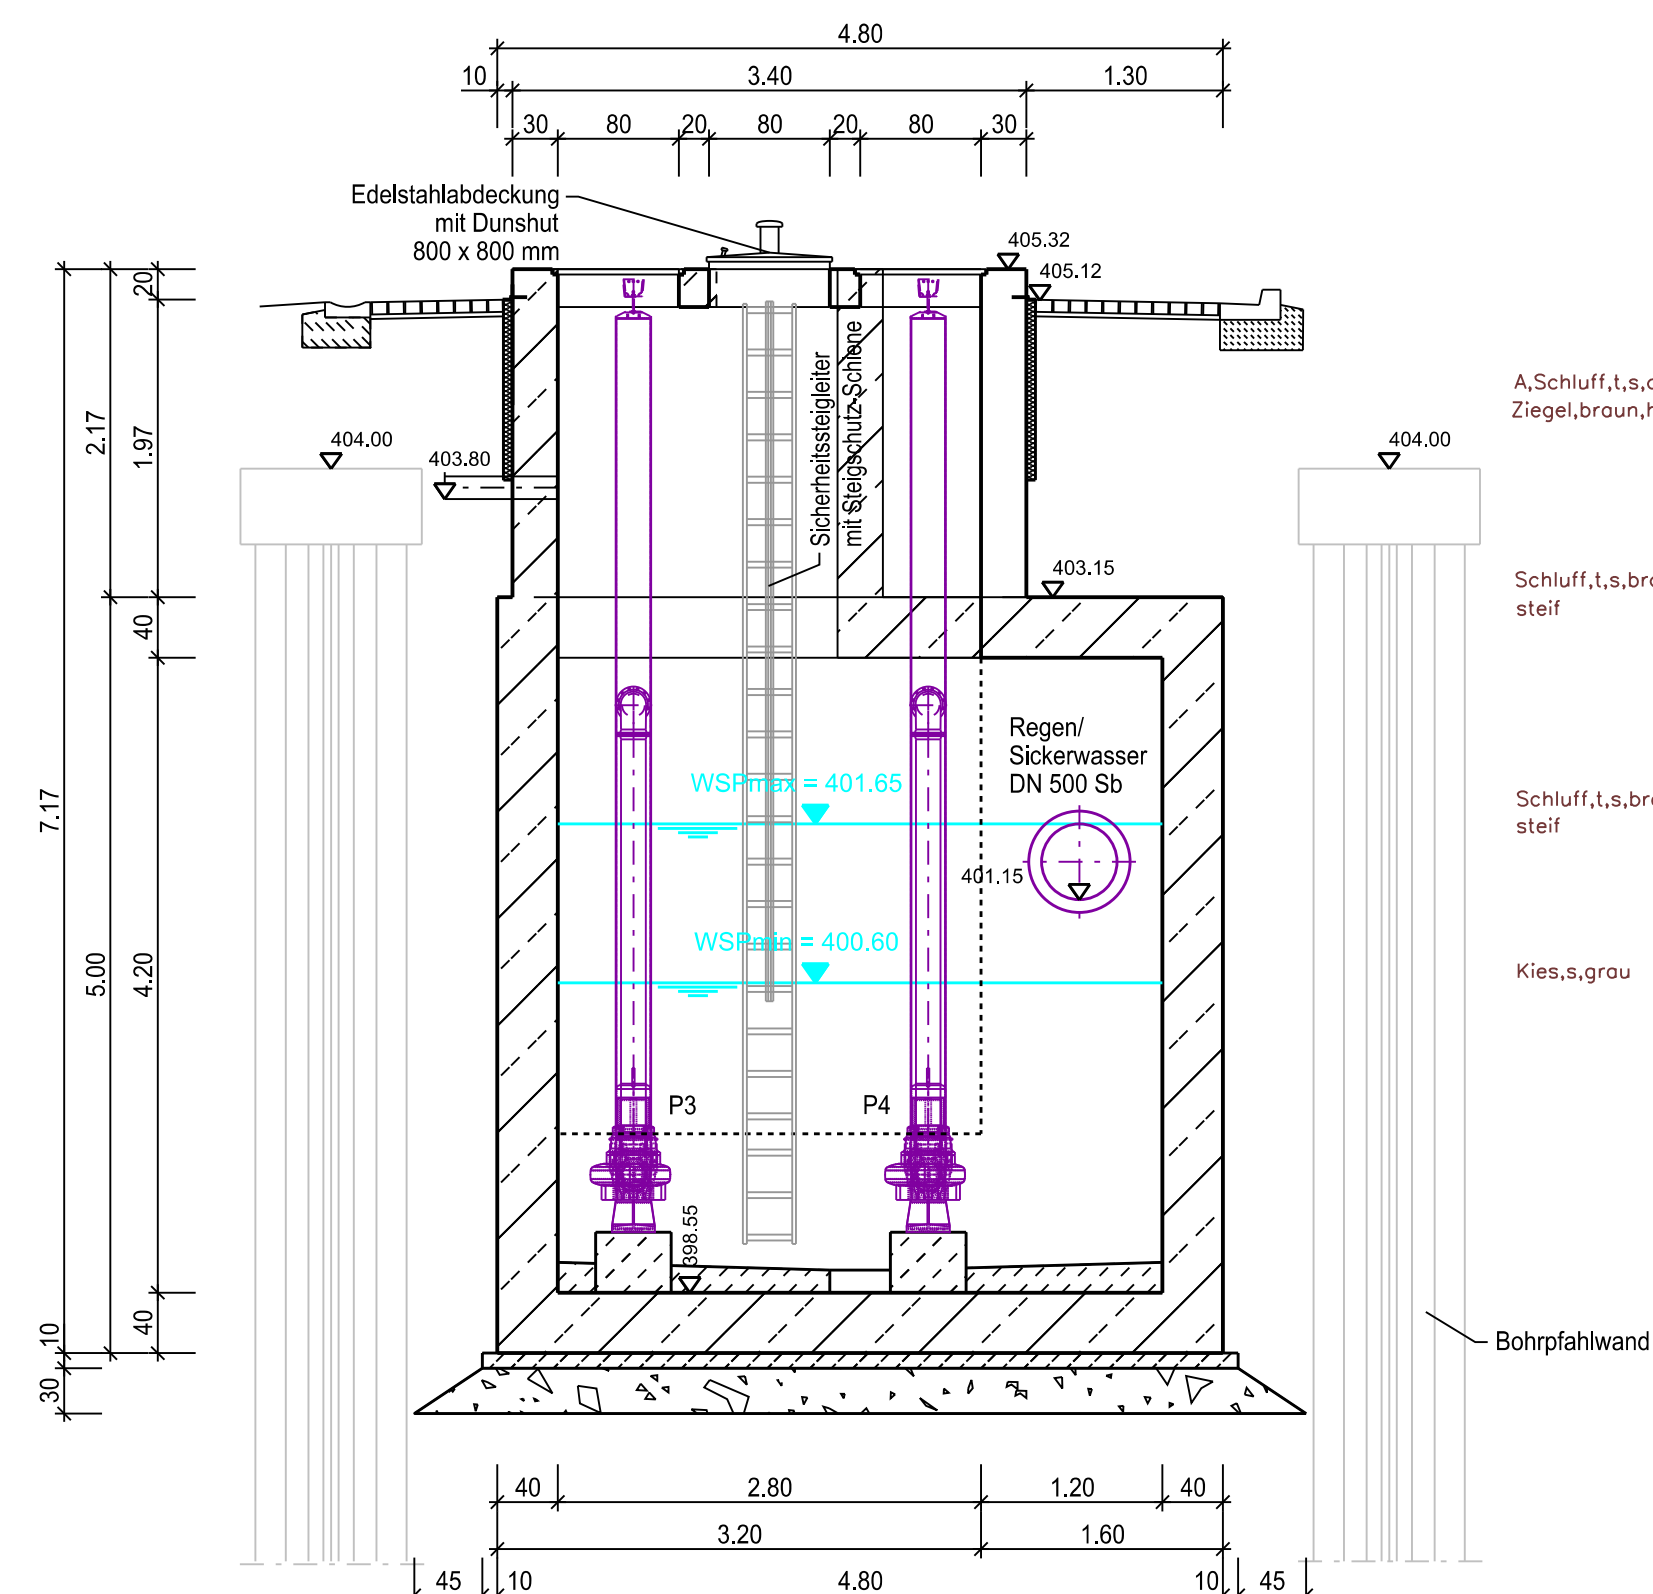 4.80
10
3.40
1.30
30
80
20
80
20
80
30
Edelstahlabdeckung
mit Dunshut
800 x 800 mm
405.32
405.12
20
2.17
1.97
404.00
403.80
Sicherheitssteigleiter
mit Steigschutz-Schiene
404.00
403.15
A,Schluff,t,s,
Ziegel,braun,
Schluff,t,s,
steif
40
Regen/
Sickerwasser
DN 500 Sb
WSPmax = 401.65
Schluff,t,s,
steif
7.17
401.15
WSPmin = 400.60
5.00
4.20
Kies,s,grau
P3
P4
398.55
40
10
30
Bohrpfahlwand
40
2.80
1.20
40
3.20
1.60
45
10
4.80
10
45